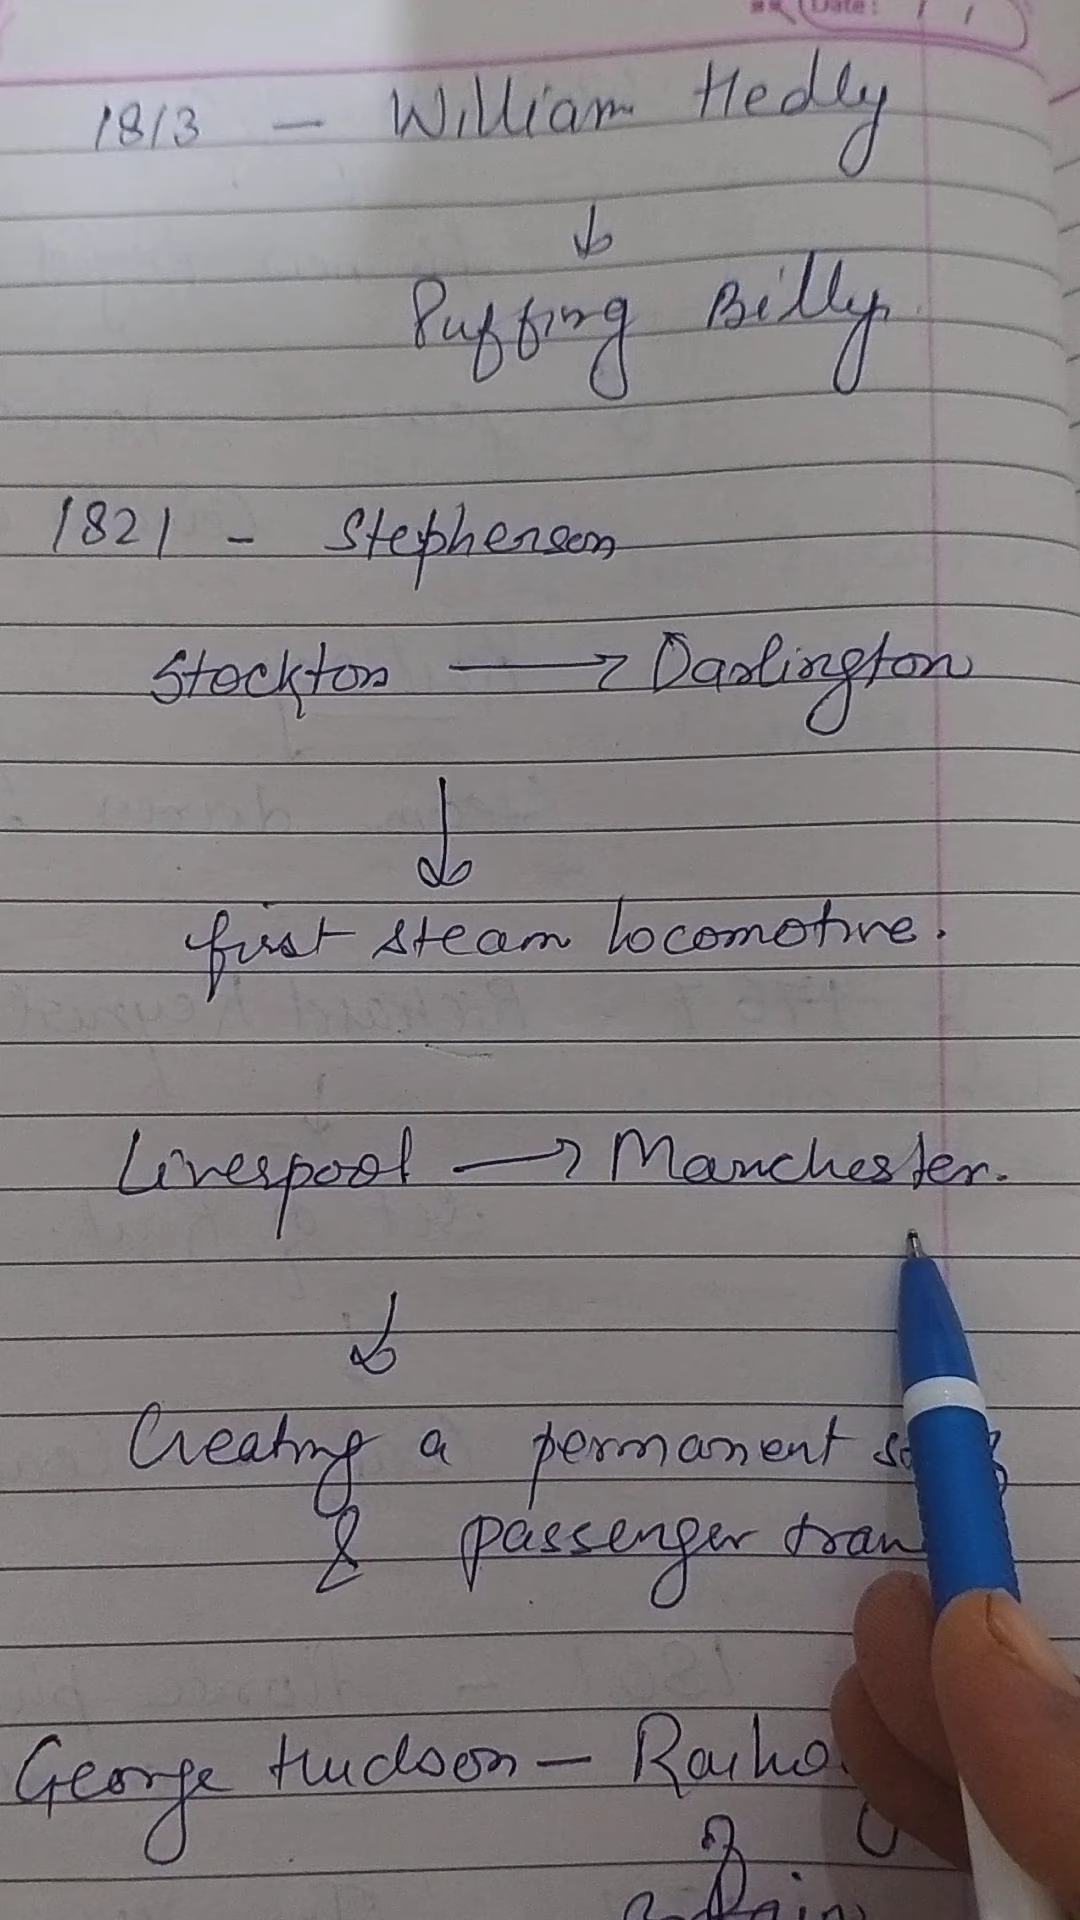 Date:
1813 - William Hedly
Puffing Billy.
1821 - Stephenson
Stockton → Darlington
first steam locomotive.
Liverpool → Manchester.
Creating a permanent
& passenger
George Hudson -